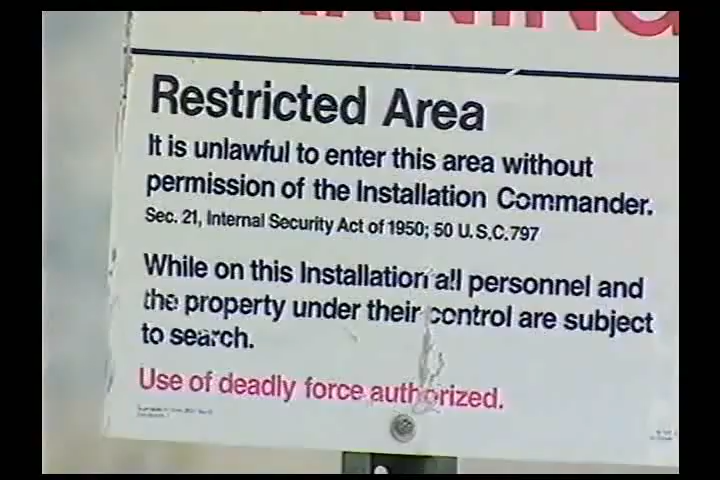 Restricted Area
It is unlawful to enter this area without
permission of the Installation Commander.
Sec. 21, Internal Security Act of 1950; 50 U.S.C. 797
While on this Installation all personnel and
the property under their control are subject
to search.
Use of deadly force authorized.